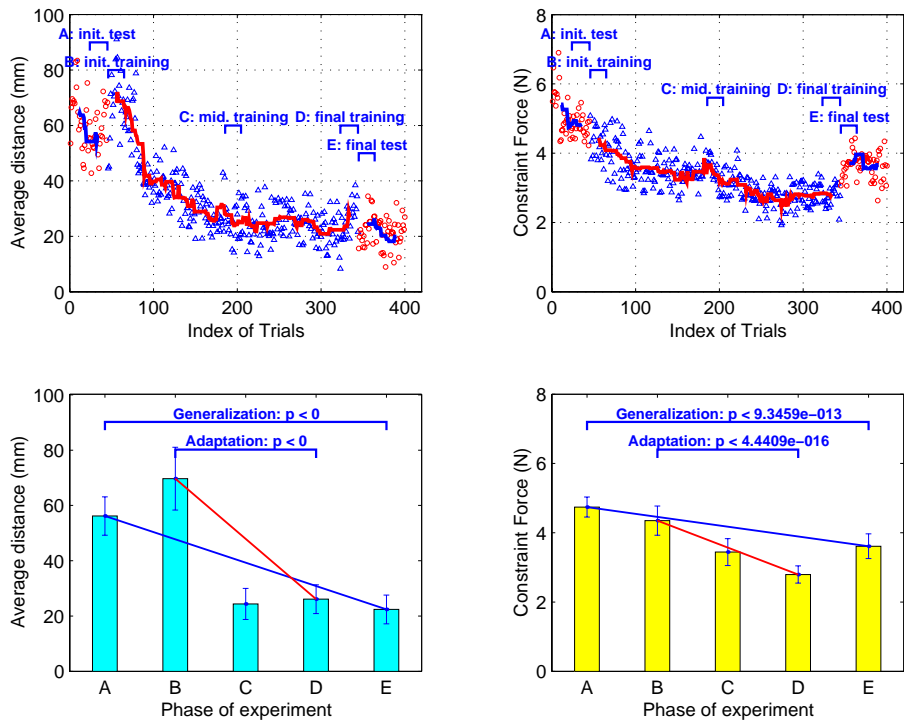 100
80
60
40
20
0
0
100
200
300
400
Average distance (mm)
Index of Trials
A: init. test
B: init. training
C: mid. training
D: final training
E: final test
8
6
4
2
0
0
100
200
300
400
Constraint Force (N)
Index of Trials
A: init. test
B: init. training
C: mid. training
D: final training
E: final test
100
80
60
40
20
0
Average distance (mm)
Generalization: p < 0
Adaptation: p < 0
A
B
C
D
E
Phase of experiment
8
6
4
2
0
Constraint Force (N)
Generalization: p < 9.3459e−013
Adaptation: p < 4.4409e−016
A
B
C
D
E
Phase of experiment